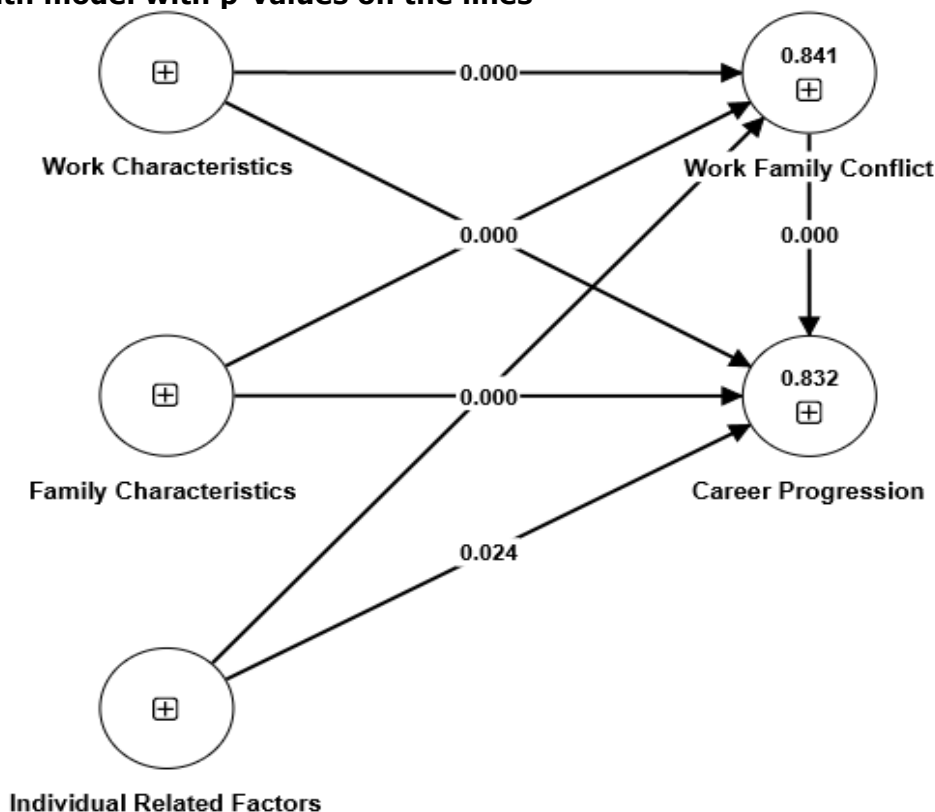 model with p values on the lines
0.841
0.000
Work Characteristics
Work Family Conflict
0.000
0.000
0.832
0.000
Family Characteristics
Career Progression
0.024
Individual Related Factors